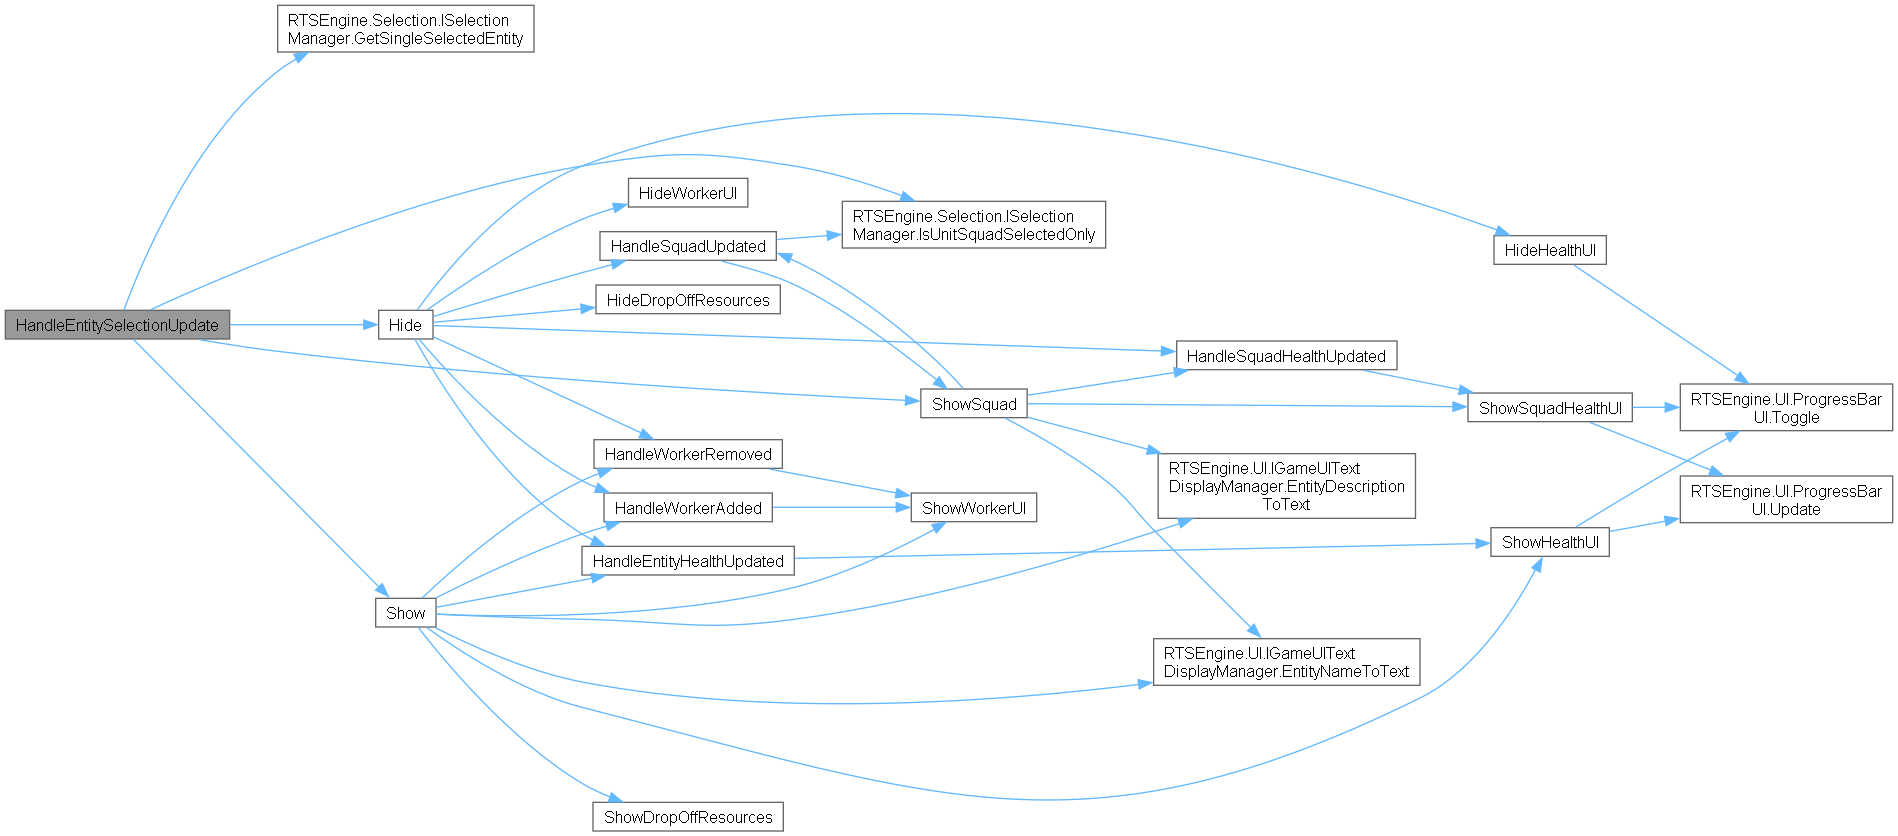 RTSEngine.Selection.ISelection
Manager.GetSingleSelectedEntity
HideWorkerUI
RTSEngine.Selection.ISelection
Manager.IsUnitSquadSelectedOnly
HandleSquadUpdated
HideHealthUI
HideDropOffResources
HandleEntitySelectionUpdate
Hide
HandleSquadHealthUpdated
ShowSquad
ShowSquadHealthUI
RTSEngine.UI.ProgressBar
UI.Toggle
HandleWorkerRemoved
RTSEngine.UI.IGameUIText
DisplayManager.EntityDescription
ToText
RTSEngine.UI.ProgressBar
UI.Update
HandleWorkerAdded
ShowWorkerUI
HandleEntityHealthUpdated
ShowHealthUI
Show
RTSEngine.UI.IGameUIText
DisplayManager.EntityNameToText
ShowDropOffResources